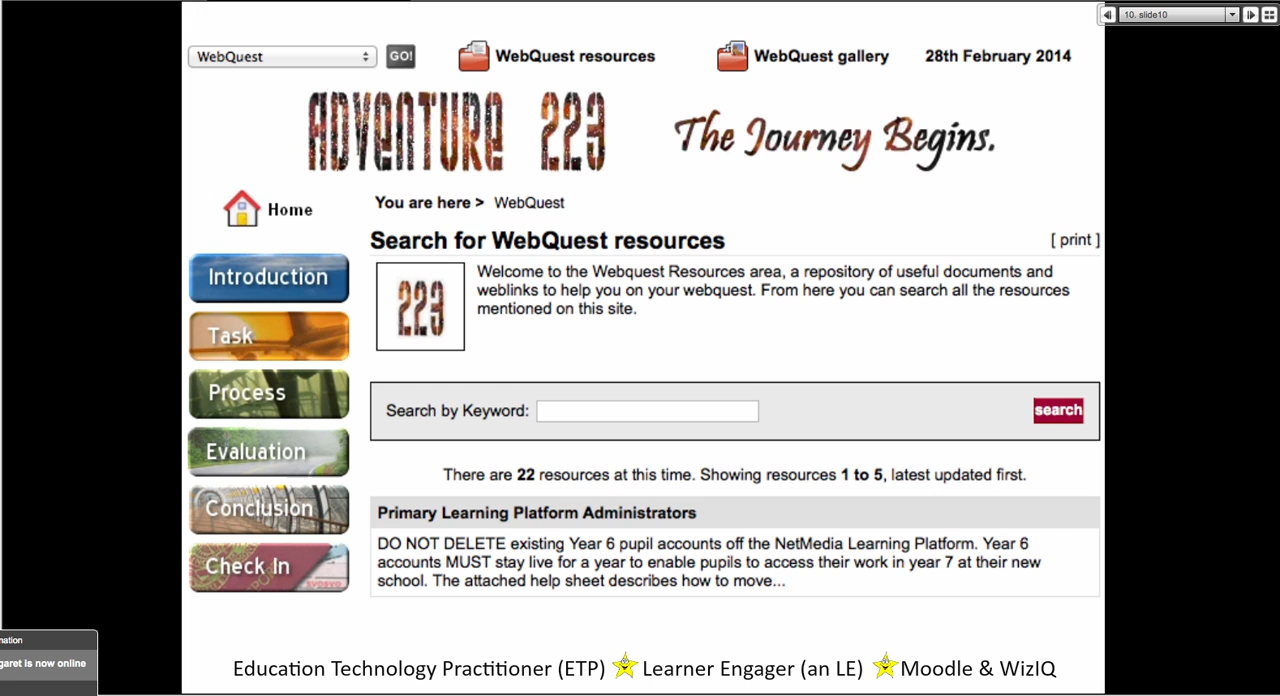 10. slide10
WebQuest GO! WebQuest resources WebQuest gallery 28th February 2014
ADVENTURE 223 The Journey Begins.
Home
You are here > WebQuest
Search for WebQuest resources [ print ]
Introduction
Task
Process
Evaluation
Conclusion
Check In
223
Welcome to the Webquest Resources area, a repository of useful documents and
weblinks to help you on your webquest. From here you can search all the resources
mentioned on this site.
Search by Keyword: search
There are 22 resources at this time. Showing resources 1 to 5, latest updated first.
Primary Learning Platform Administrators
DO NOT DELETE existing Year 6 pupil accounts off the NetMedia Learning Platform. Year 6
accounts MUST stay live for a year to enable pupils to access their work in year 7 at their new
school. The attached help sheet describes how to move...
mation
garet is now online
Education Technology Practitioner (ETP) Learner Engager (an LE) Moodle & WizIQ